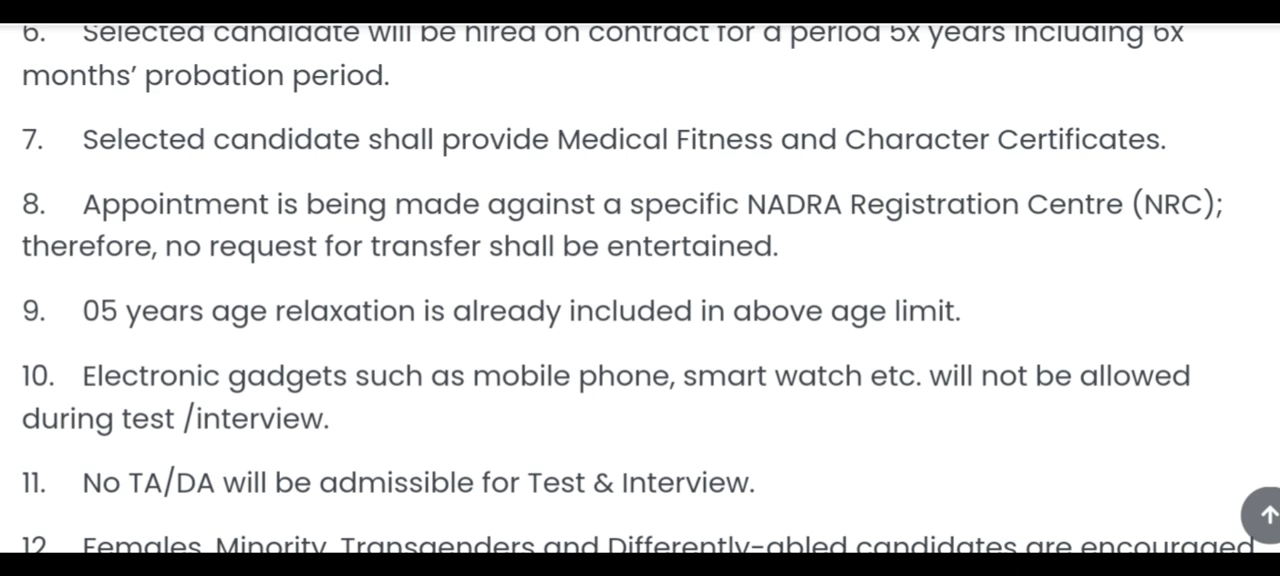 6. Selected candidate will be hired on contract for a period 5x years including 6x
months’ probation period.
7. Selected candidate shall provide Medical Fitness and Character Certificates.
8. Appointment is being made against a specific NADRA Registration Centre (NRC);
therefore, no request for transfer shall be entertained.
9. 05 years age relaxation is already included in above age limit.
10. Electronic gadgets such as mobile phone, smart watch etc. will not be allowed
during test /interview.
11. No TA/DA will be admissible for Test & Interview.
12 Females, Minority, Transgenders and Differently-abled candidates are encouraged